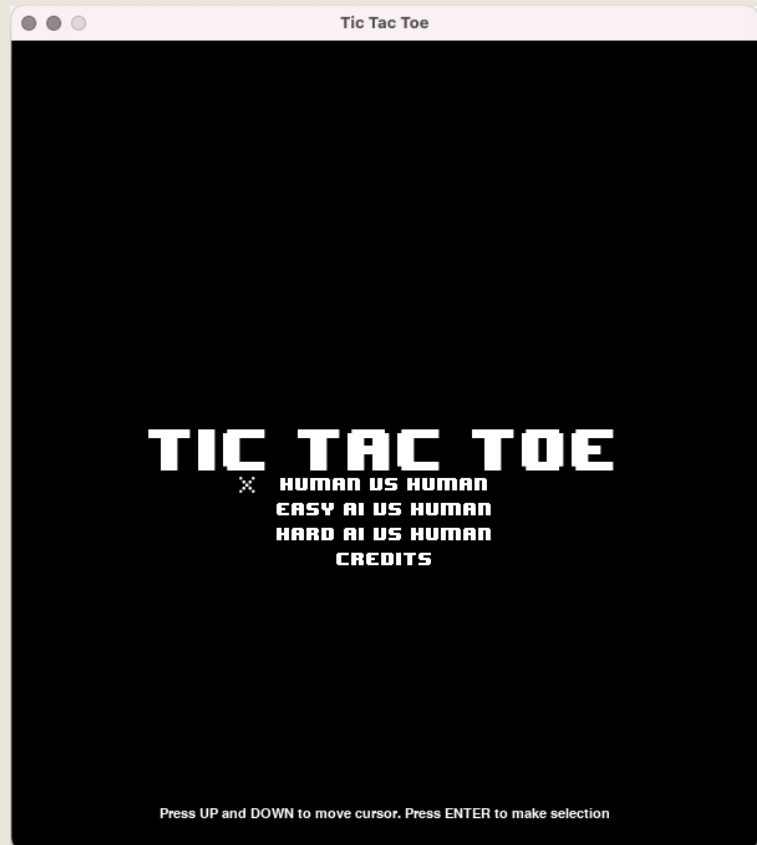 Tic Tac Toe
TIC TAC TOE
HUMAN VS HUMAN
EASY AI VS HUMAN
HARD AI VS HUMAN
CREDITS
Press UP and DOWN to move cursor. Press ENTER to make selection